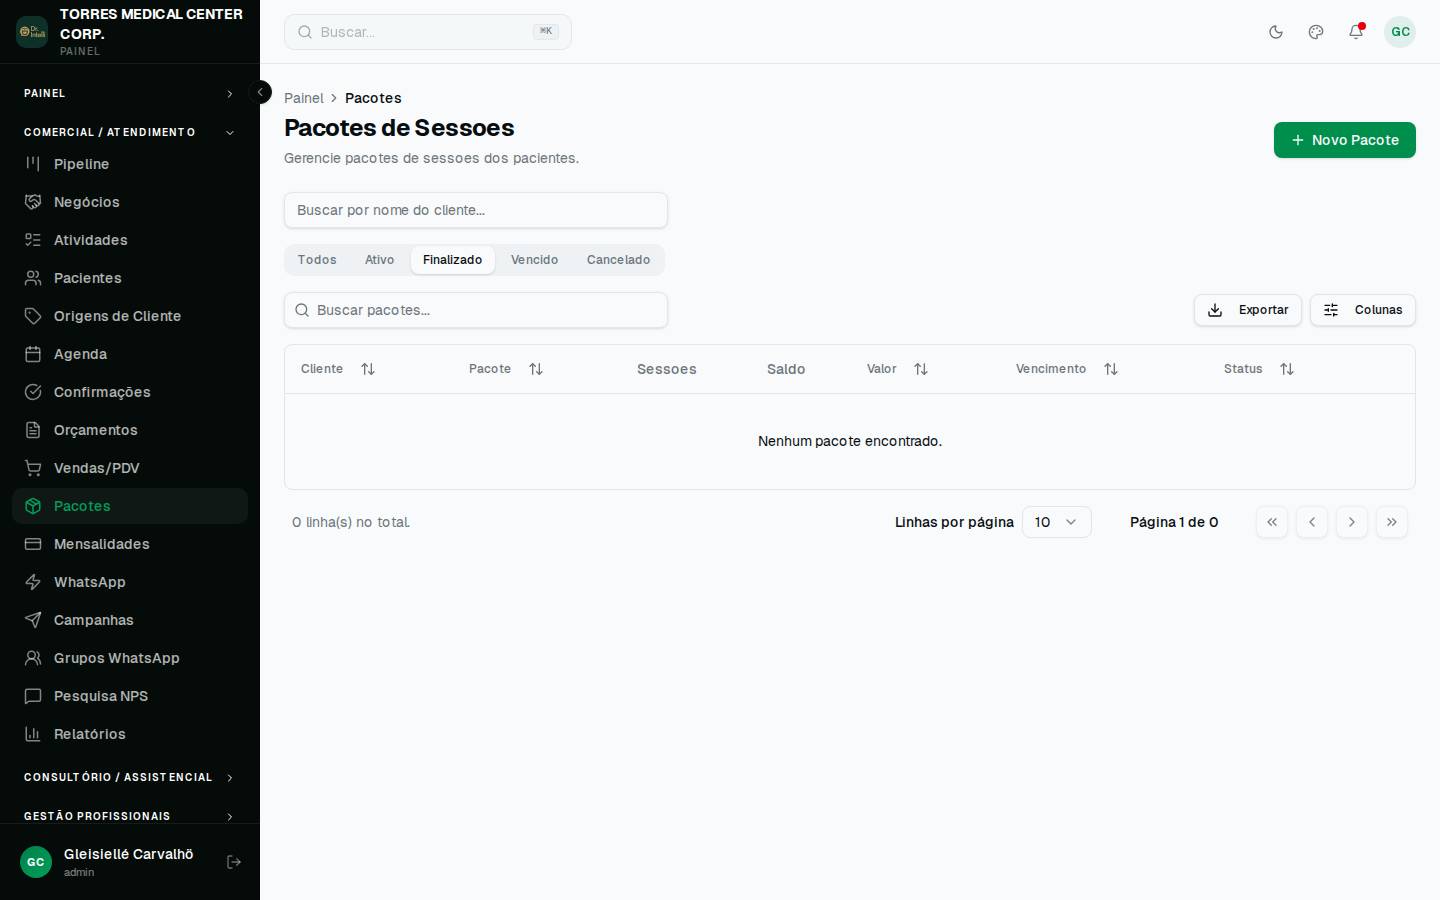 TORRES MEDICAL CENTER CORP.
PAINEL
Buscar...
⌘K
GC
PAINEL
COMERCIAL / ATENDIMENTO
Pipeline
Negócios
Atividades
Pacientes
Origens de Cliente
Agenda
Confirmações
Orçamentos
Vendas/PDV
Pacotes
Mensalidades
WhatsApp
Campanhas
Grupos WhatsApp
Pesquisa NPS
Relatórios
CONSULTÓRIO / ASSISTENCIAL
GESTÃO PROFISSIONAIS
GC
Gleisiellé Carvalhö
admin
Painel
Pacotes
Pacotes de Sessoes
Gerencie pacotes de sessoes dos pacientes.
Novo Pacote
Buscar por nome do cliente...
Todos Ativo Finalizado Vencido Cancelado
Buscar pacotes...
Exportar
Colunas
Cliente Pacote Sessoes Saldo Valor Vencimento Status
Nenhum pacote encontrado.
0 linha(s) no total.
Linhas por página 10
Página 1 de 0